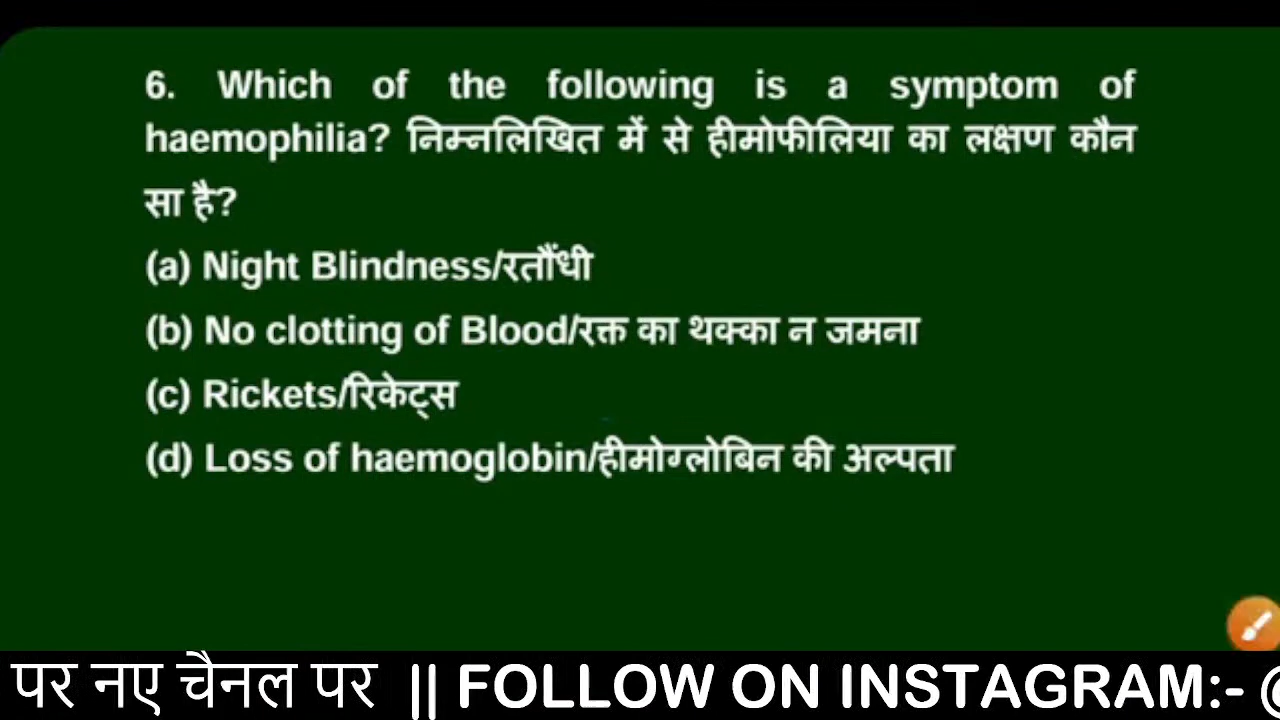 6. Which of the following is a symptom of
haemophilia? निम्नलिखित में से हीमोफीलिया का लक्षण कौन
सा है?
(a) Night Blindness/रतौंधी
(b) No clotting of Blood/रक्त का थक्का न जमना
(c) Rickets/रिकेट्स
(d) Loss of haemoglobin/हीमोग्लोबिन की अल्पता
पर नए चैनल पर || FOLLOW ON INSTAGRAM:- @